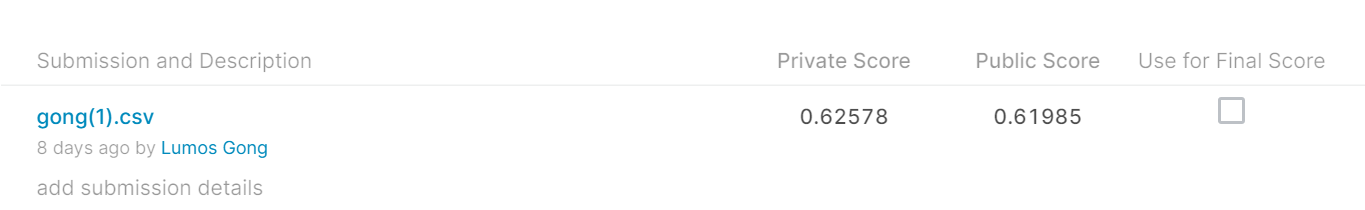 Submission and Description Private Score Public Score Use for Final Score
gong(1).csv 0.62578 0.61985
8 days ago by Lumos Gong
add submission details